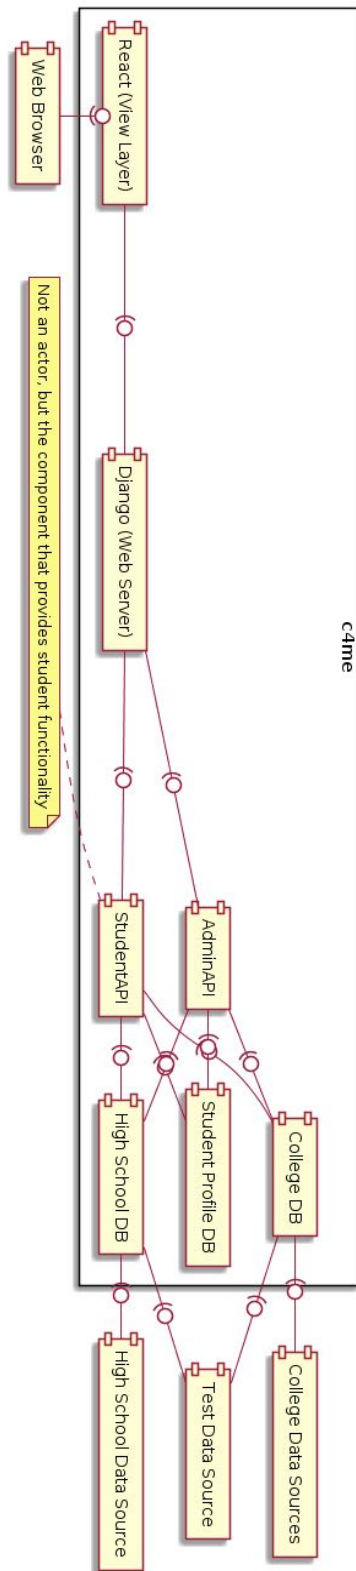 c4me
College DB
College Data Sources
AdminAPI
Student Profile DB
Test Data Source
React (View Layer)
Django (Web Server)
StudentAPI
High School DB
High School Data Source
Web Browser
Not an actor, but the component that provides student functionality